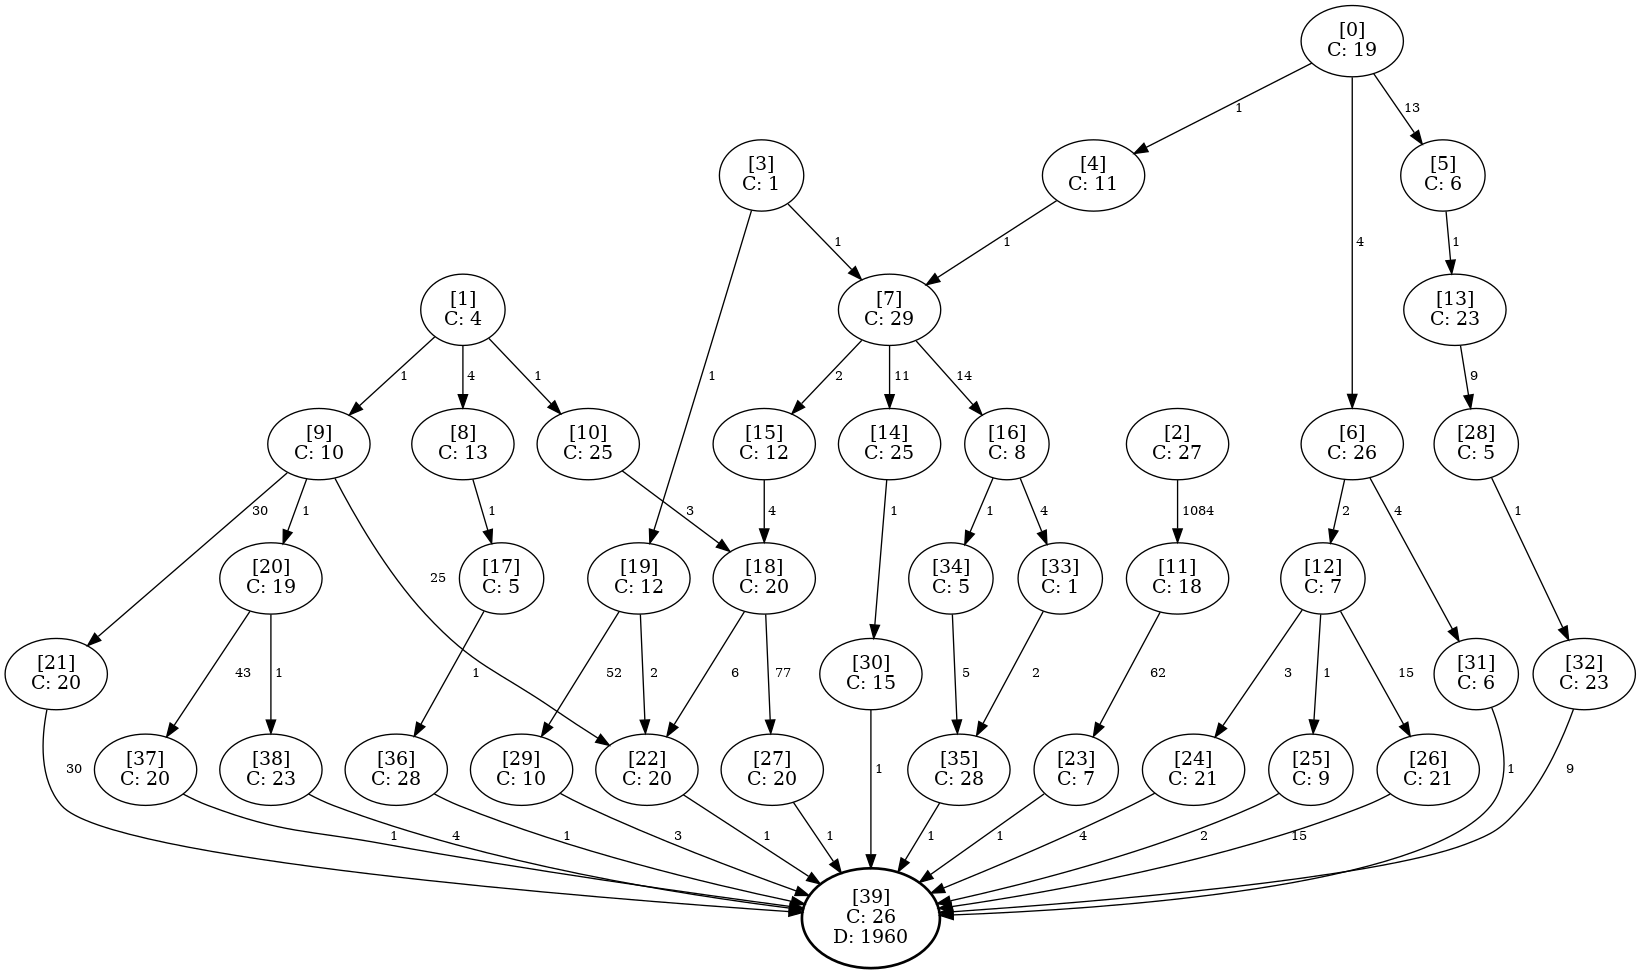 [0]
C: 19
1
13
[3]
C: 1
[4]
C: 11
[5]
C: 6
1
1
4
1
[1]
C: 4
[7]
C: 29
[13]
C: 23
1
4
1
1
2
11
14
9
[9]
C: 10
[8]
C: 13
[10]
C: 25
[15]
C: 12
[14]
C: 25
[16]
C: 8
[2]
C: 27
[6]
C: 26
[28]
C: 5
30
1
1
3
4
1
1
4
1084
2
4
1
[20]
C: 19
[17]
C: 5
[19]
C: 12
[18]
C: 20
[34]
C: 5
[33]
C: 1
[11]
C: 18
[12]
C: 7
25
[21]
C: 20
43
1
1
52
2
6
77
[30]
C: 15
5
2
62
3
1
15
[31]
C: 6
[32]
C: 23
[37]
C: 20
[38]
C: 23
[36]
C: 28
[29]
C: 10
[22]
C: 20
[27]
C: 20
[35]
C: 28
[23]
C: 7
[24]
C: 21
[25]
C: 9
[26]
C: 21
30
1
1
9
1
4
1
3
1
1
1
1
4
2
15
[39]
C: 26
D: 1960